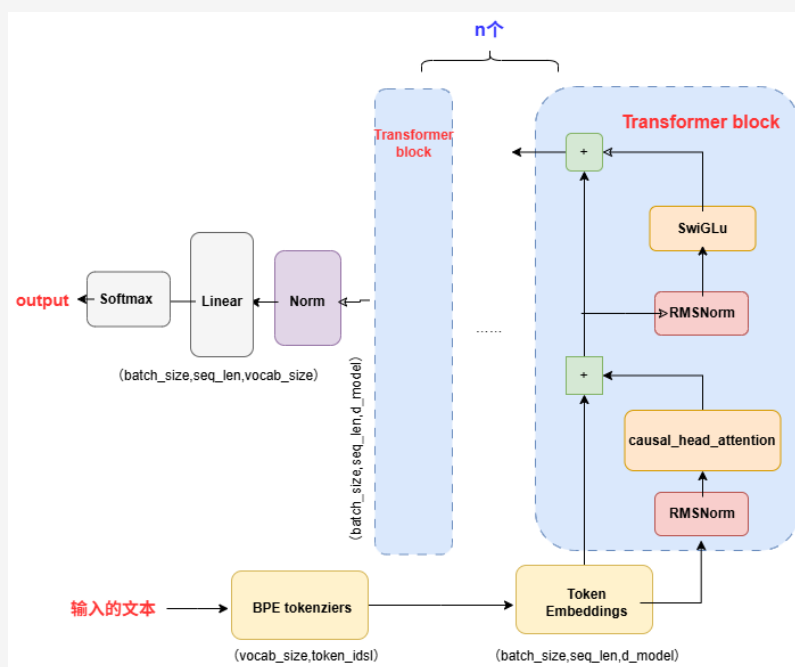 n个
Transformer block
Transformer
block
+
SwiGLu
RMSNorm
output
Softmax
Linear
Norm
……
+
(batch_size,seq_len,vocab_size)
(batch_size,seq_len,d_model)
causal_head_attention
RMSNorm
输入的文本
BPE tokenziers
Token
Embeddings
(vocab_size,token_idsl)
(batch_size,seq_len,d_model)